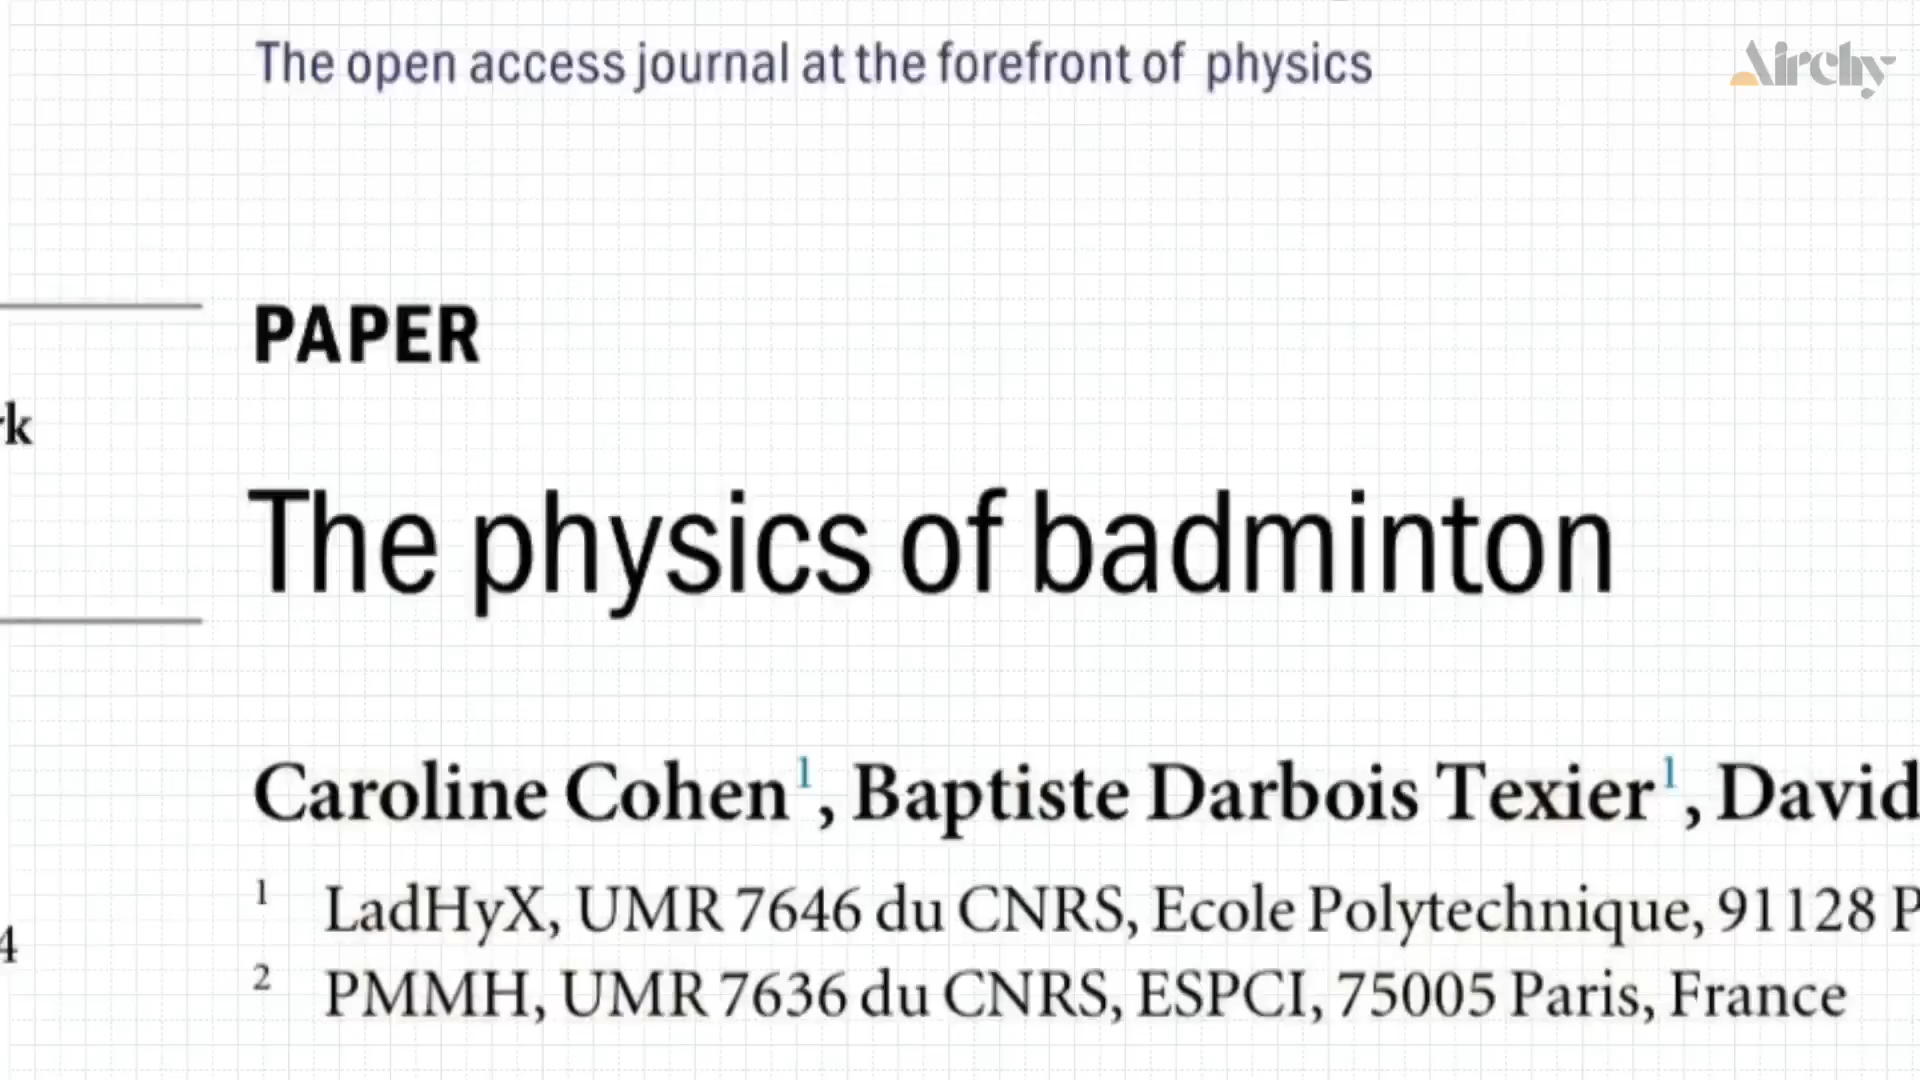 The open access journal at the forefront of physics
Airchy
PAPER
rk
The physics of badminton
Caroline Cohen1, Baptiste Darbois Texier1, David
1 LadHyX, UMR 7646 du CNRS, Ecole Polytechnique, 91128 P
4
2 PMMH, UMR 7636 du CNRS, ESPCI, 75005 Paris, France